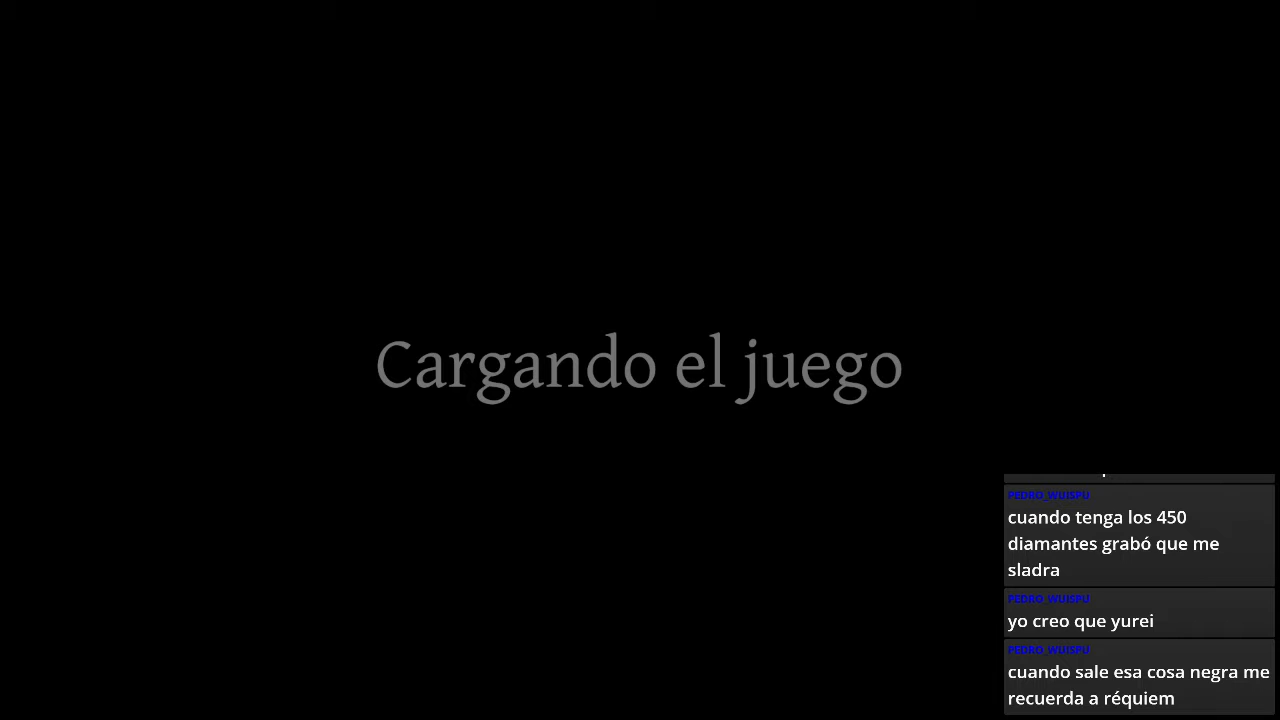 Cargando el juego
PEDRO_WUISPU
cuando tenga los 450
diamantes grabó que me
sladra
PEDRO_WUISPU
yo creo que yurei
PEDRO_WUISPU
cuando sale esa cosa negra me
recuerda a réquiem